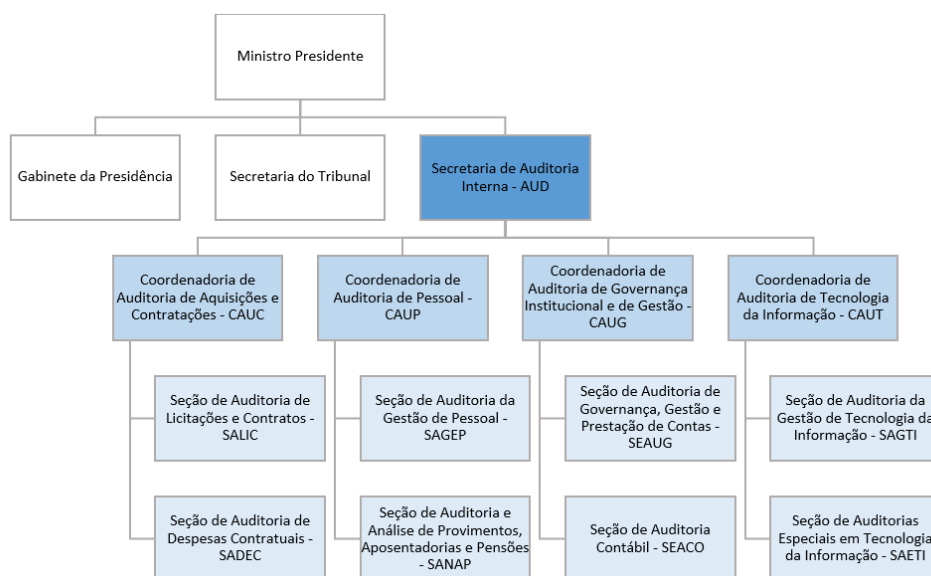 Ministro Presidente
Gabinete da Presidência
Secretaria do Tribunal
Secretaria de Auditoria
Interna - AUD
Coordenadoria de
Auditoria de Aquisições e
Contratações - CAUC
Coordenadoria de
Auditoria de Pessoal -
CAUP
Coordenadoria de
Auditoria de Governança
Institucional e de Gestão -
CAUG
Coordenadoria de
Auditoria de Tecnologia
da Informação - CAUT
Seção de Auditoria de
Licitações e Contratos -
SALIC
Seção de Auditoria da
Gestão de Pessoal -
SAGEP
Seção de Auditoria de
Governança, Gestão e
Prestação de Contas -
SEAUG
Seção de Auditoria da
Gestão de Tecnologia da
Informação - SAGTI
Seção de Auditoria de
Despesas Contratuais -
SADEC
Seção de Auditoria e
Análise de Provimentos,
Aposentadorias e Pensões
- SANAP
Seção de Auditoria
Contábil - SEACO
Seção de Auditorias
Especiais em Tecnologia
da Informação - SAETI